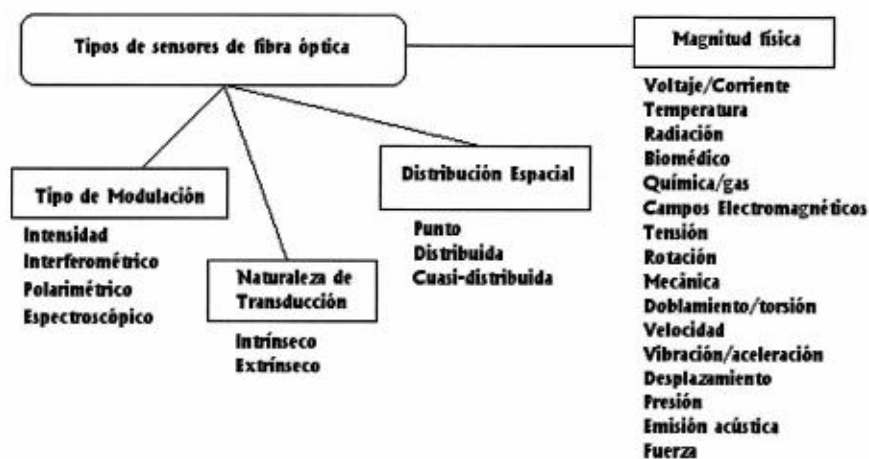 Tipos de sensores de fibra óptica
Magnitud física
Voltaje/Corriente
Temperatura
Radiación
Biomédico
Química/gas
Campos Electromagnéticos
Tensión
Rotación
Mecánica
Doblamiento/torsión
Velocidad
Vibración/aceleración
Desplazamiento
Presión
Emisión acústica
Fuerza
Tipo de Modulación
Intensidad
Interferométrico
Polarimétrico
Espectroscópico
Naturaleza de
Transducción
Intrínseco
Extrínseco
Distribución Espacial
Punto
Distribuida
Cuasi-distribuida